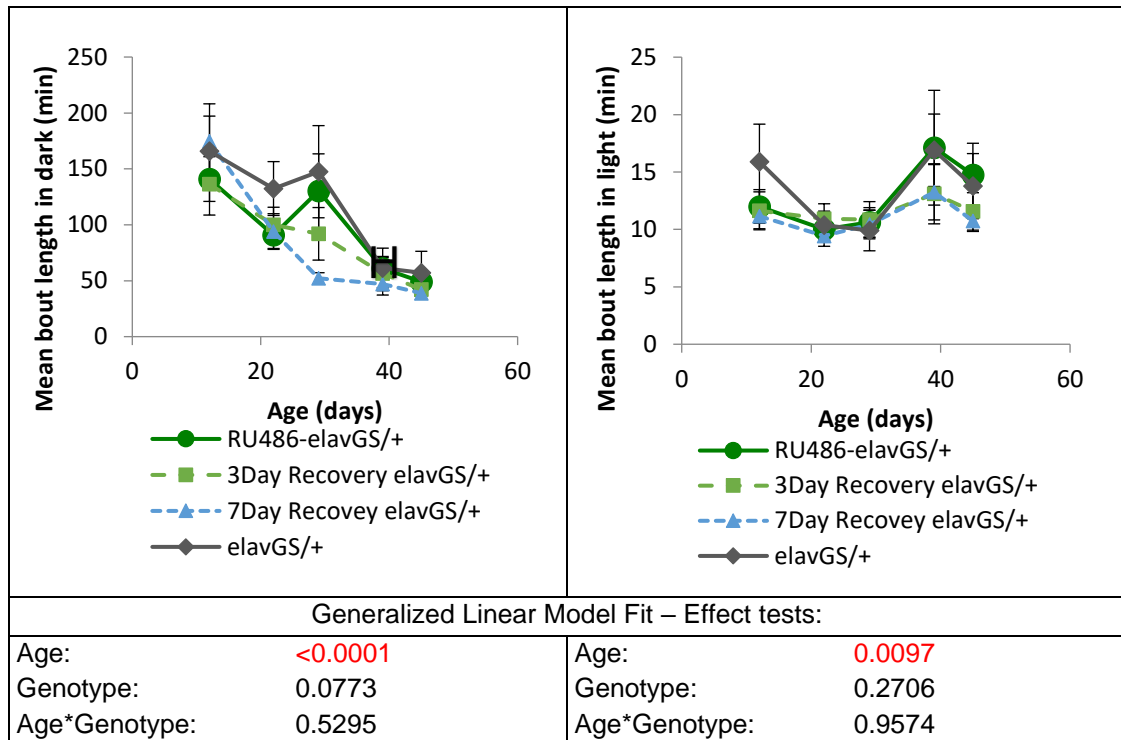 250
200
150
100
50
0
0 20 40 60
Mean bout length in dark (min)
Age (days)
RU486-elavGS/+
3Day Recovery elavGS/+
7Day Recovey elavGS/+
elavGS/+
25
20
15
10
5
0
0 20 40 60
Mean bout length in light (min)
Age (days)
RU486-elavGS/+
3Day Recovery elavGS/+
7Day Recovey elavGS/+
elavGS/+
Generalized Linear Model Fit – Effect tests:
Age: <0.0001
Genotype: 0.0773
Age*Genotype: 0.5295
Age: 0.0097
Genotype: 0.2706
Age*Genotype: 0.9574